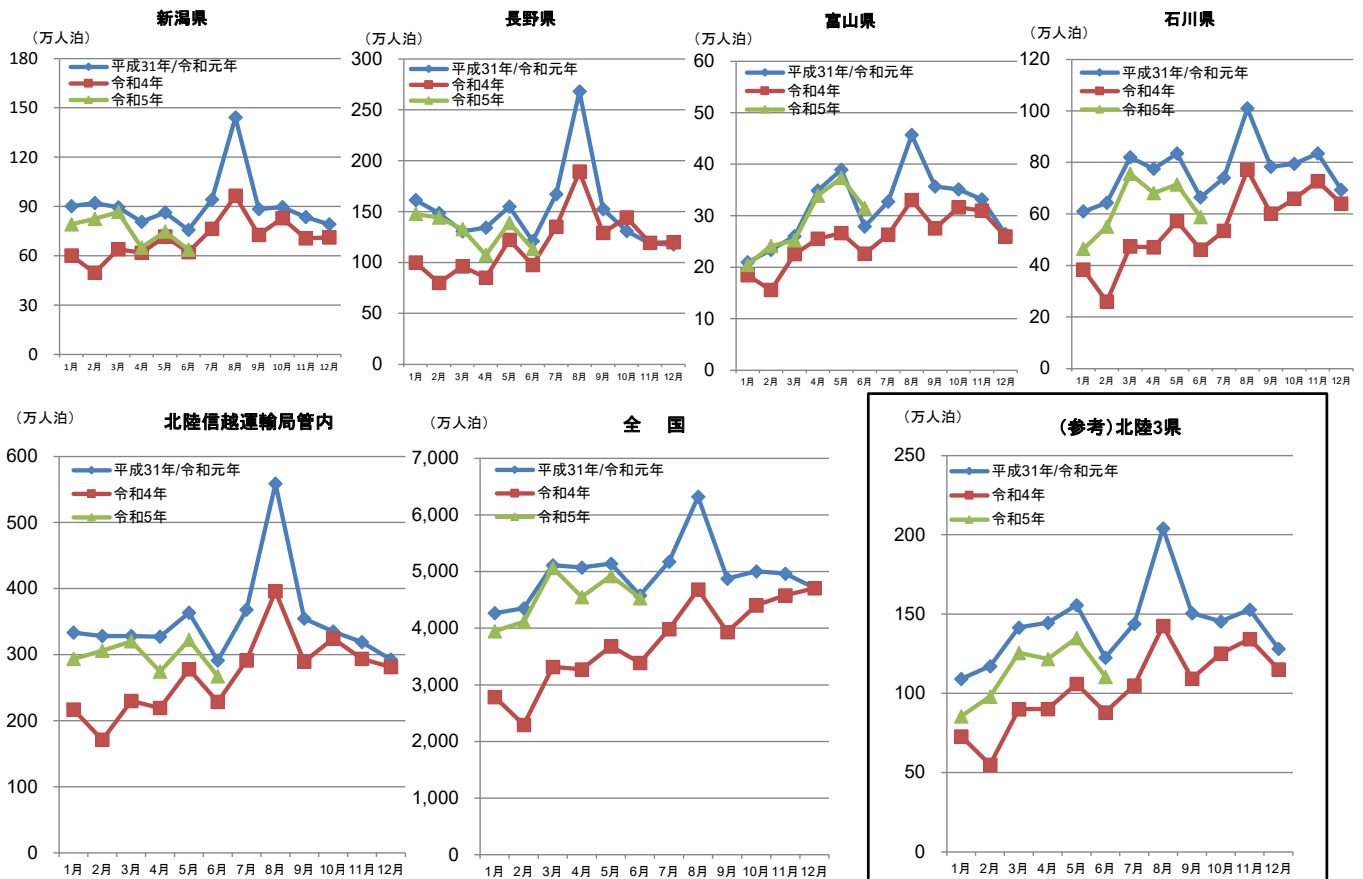 新潟県
（万人泊）
180
150
120
90
60
30
0
平成31年/令和元年
令和4年
令和5年
1月 2月 3月 4月 5月 6月 7月 8月 9月 10月 11月 12月
長野県
（万人泊）
300
250
200
150
100
50
0
平成31年/令和元年
令和4年
令和5年
1月 2月 3月 4月 5月 6月 7月 8月 9月 10月 11月 12月
富山県
（万人泊）
60
50
40
30
20
10
0
平成31年/令和元年
令和4年
令和5年
1月 2月 3月 4月 5月 6月 7月 8月 9月 10月 11月 12月
石川県
（万人泊）
120
100
80
60
40
20
0
平成31年/令和元年
令和4年
令和5年
1月 2月 3月 4月 5月 6月 7月 8月 9月 10月 11月 12月
北陸信越運輸局管内
（万人泊）
600
500
400
300
200
100
0
平成31年/令和元年
令和4年
令和5年
1月 2月 3月 4月 5月 6月 7月 8月 9月 10月 11月 12月
全　国
（万人泊）
7,000
6,000
5,000
4,000
3,000
2,000
1,000
0
平成31年/令和元年
令和4年
令和5年
1月 2月 3月 4月 5月 6月 7月 8月 9月 10月 11月 12月
(参考)北陸3県
（万人泊）
250
200
150
100
50
0
平成31年/令和元年
令和4年
令和5年
1月 2月 3月 4月 5月 6月 7月 8月 9月 10月 11月 12月